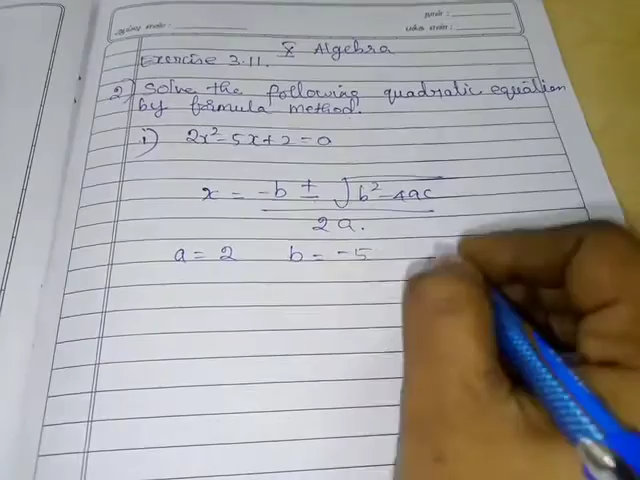 X Algebra
Exercise 3.11.
2) Solve the following quadratic equation
by formula method.
i) 2x²-5x+2=0
x = -b ± √b²-4ac
2a.
a = 2 b = -5